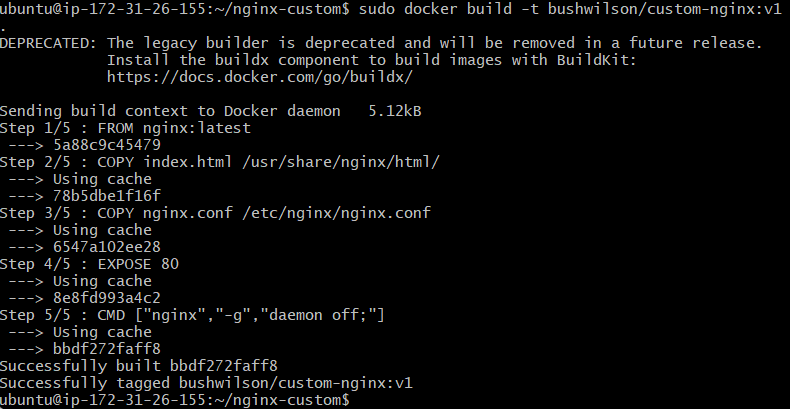 ubuntu@ip-172-31-26-155:~/nginx-custom$ sudo docker build -t bushwilson/custom-nginx:v1
.
DEPRECATED: The legacy builder is deprecated and will be removed in a future release.
            Install the buildx component to build images with BuildKit:
            https://docs.docker.com/go/buildx/

Sending build context to Docker daemon   5.12kB
Step 1/5 : FROM nginx:latest
 ---> 5a88c9c45479
Step 2/5 : COPY index.html /usr/share/nginx/html/
 ---> Using cache
 ---> 78b5dbe1f16f
Step 3/5 : COPY nginx.conf /etc/nginx/nginx.conf
 ---> Using cache
 ---> 6547a102ee28
Step 4/5 : EXPOSE 80
 ---> Using cache
 ---> 8e8fd993a4c2
Step 5/5 : CMD ["nginx","-g","daemon off;"]
 ---> Using cache
 ---> bbdf272faff8
Successfully built bbdf272faff8
Successfully tagged bushwilson/custom-nginx:v1
ubuntu@ip-172-31-26-155:~/nginx-custom$